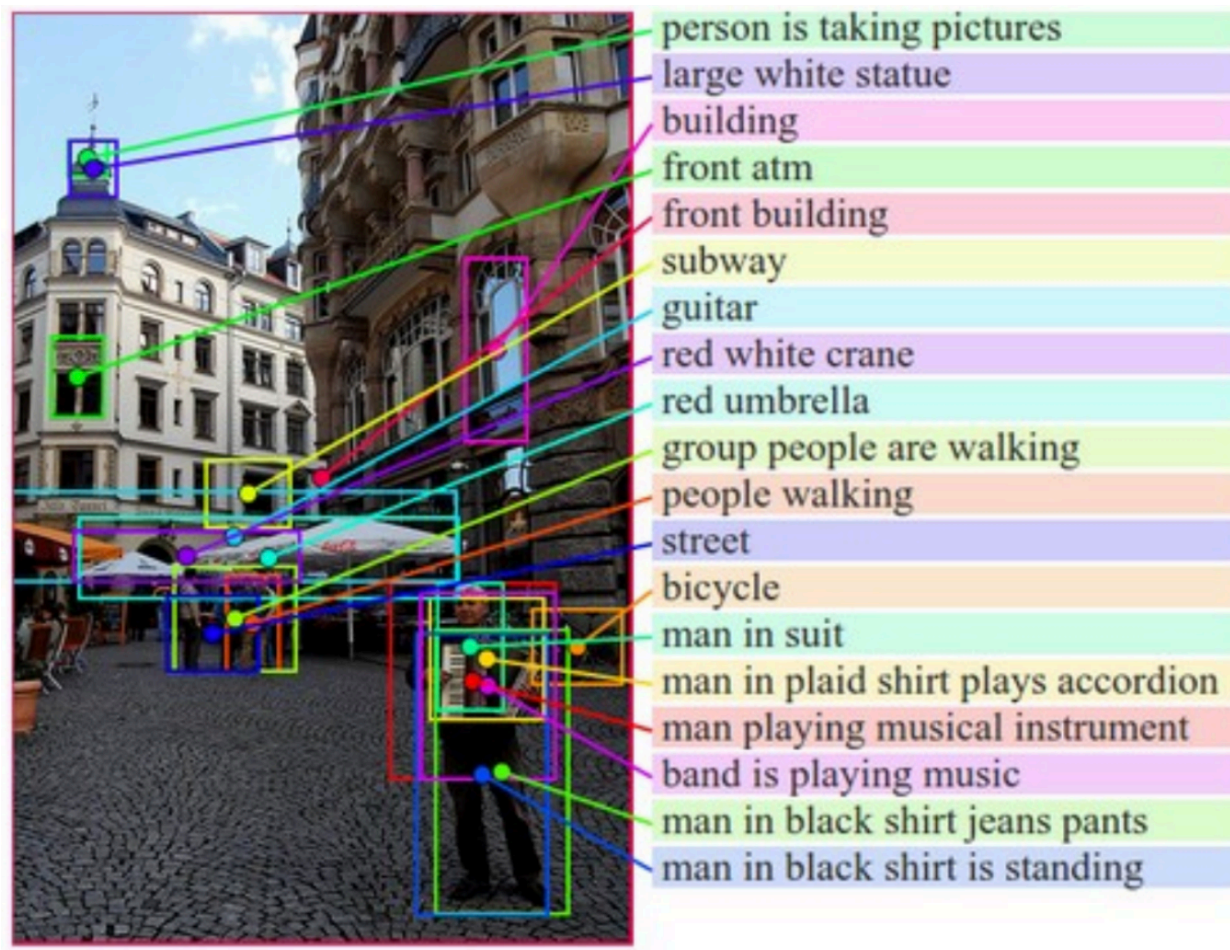 person is taking pictures
large white statue
building
front atm
front building
subway
guitar
red white crane
red umbrella
group people are walking
people walking
street
bicycle
man in suit
man in plaid shirt plays accordion
man playing musical instrument
band is playing music
man in black shirt jeans pants
man in black shirt is standing